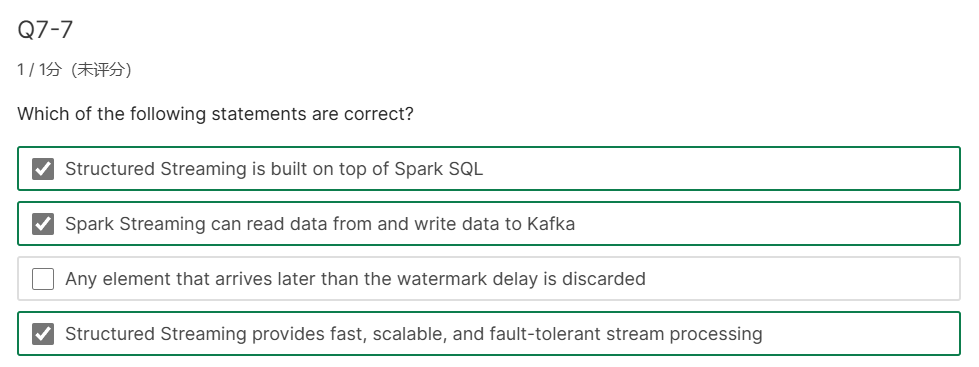 Q7-7
1 / 1分（未评分）
Which of the following statements are correct?
Structured Streaming is built on top of Spark SQL
Spark Streaming can read data from and write data to Kafka
Any element that arrives later than the watermark delay is discarded
Structured Streaming provides fast, scalable, and fault-tolerant stream processing